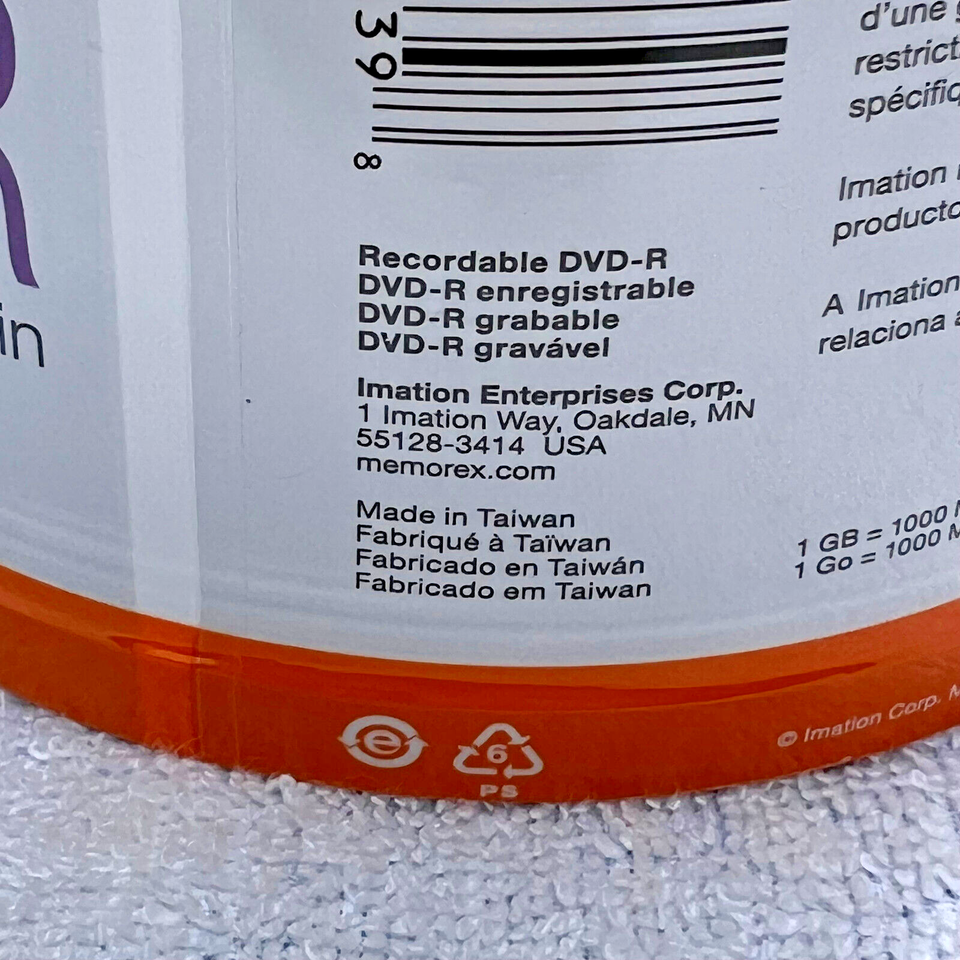 R
in
39
8
Recordable DVD-R
DVD-R enregistrable
DVD-R grabable
DVD-R gravável
Imation Enterprises Corp.
1 Imation Way, Oakdale, MN
55128-3414 USA
memorex.com
Made in Taiwan
Fabriqué à Taïwan
Fabricado en Taiwán
Fabricado em Taiwan
d'une
restrict
spécifiq
Imation
producto
A Imation
relaciona
1 GB = 1000
1 Go = 1000
e
6
PS
© Imation Corp.